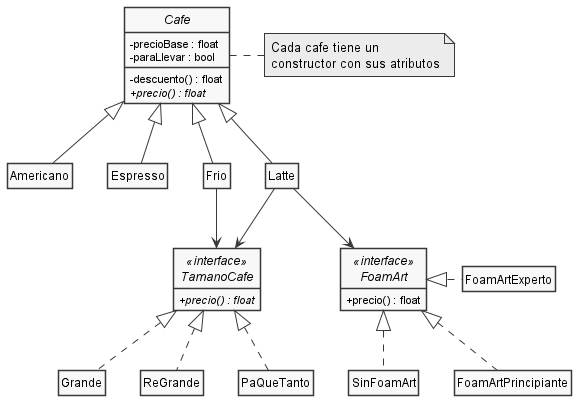 Cafe
-precioBase : float
-paraLlevar : bool
-descuento() : float
+precio() : float
Cada cafe tiene un
constructor con sus atributos
Americano
Espresso
Frio
Latte
«interface»
TamanoCafe
+precio() : float
«interface»
FoamArt
+precio() : float
FoamArtExperto
Grande
ReGrande
PaQueTanto
SinFoamArt
FoamArtPrincipiante